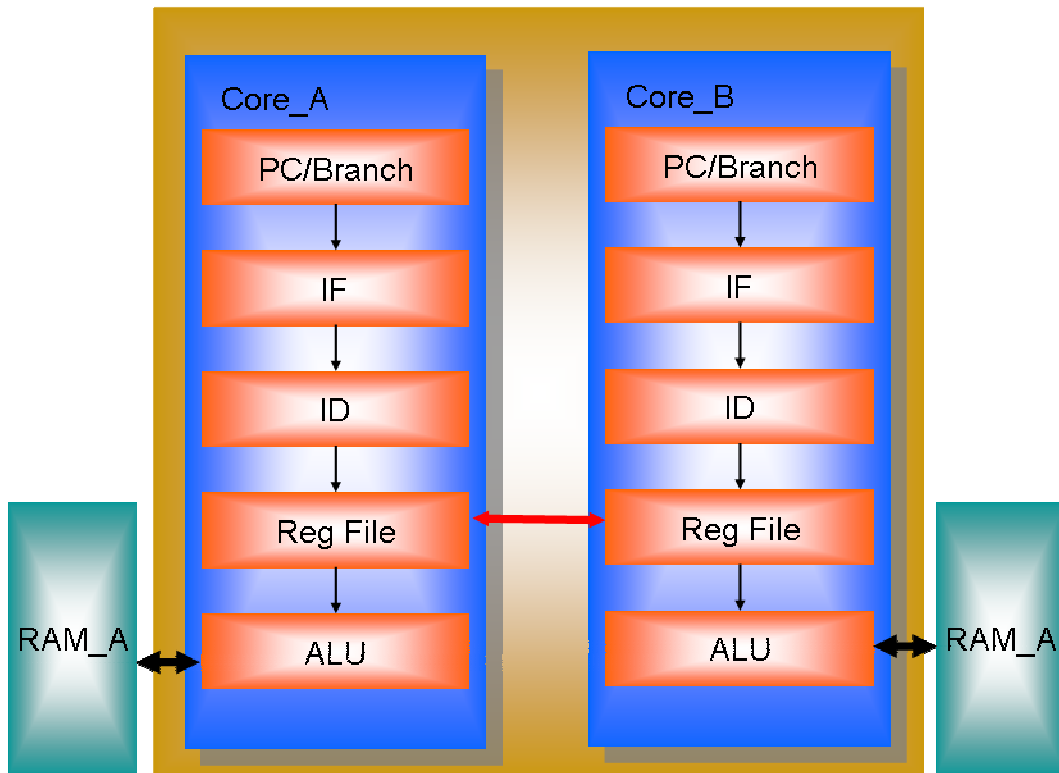 Core_A
PC/Branch
IF
ID
Reg File
ALU
RAM_A
Core_B
PC/Branch
IF
ID
Reg File
ALU
RAM_A